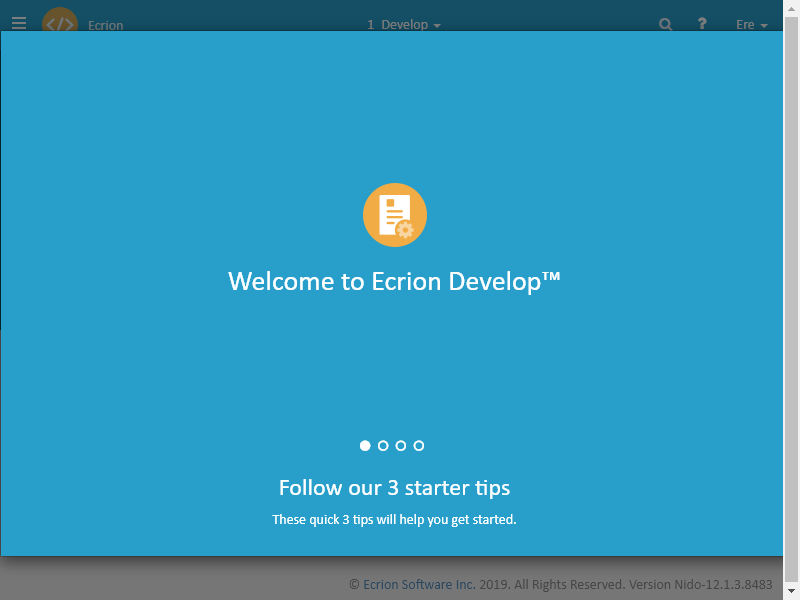 Ecrion
1 Develop
?
Ere
Welcome to Ecrion Develop™
Follow our 3 starter tips
These quick 3 tips will help you get started.
© Ecrion Software Inc. 2019. All Rights Reserved. Version Nido-12.1.3.8483